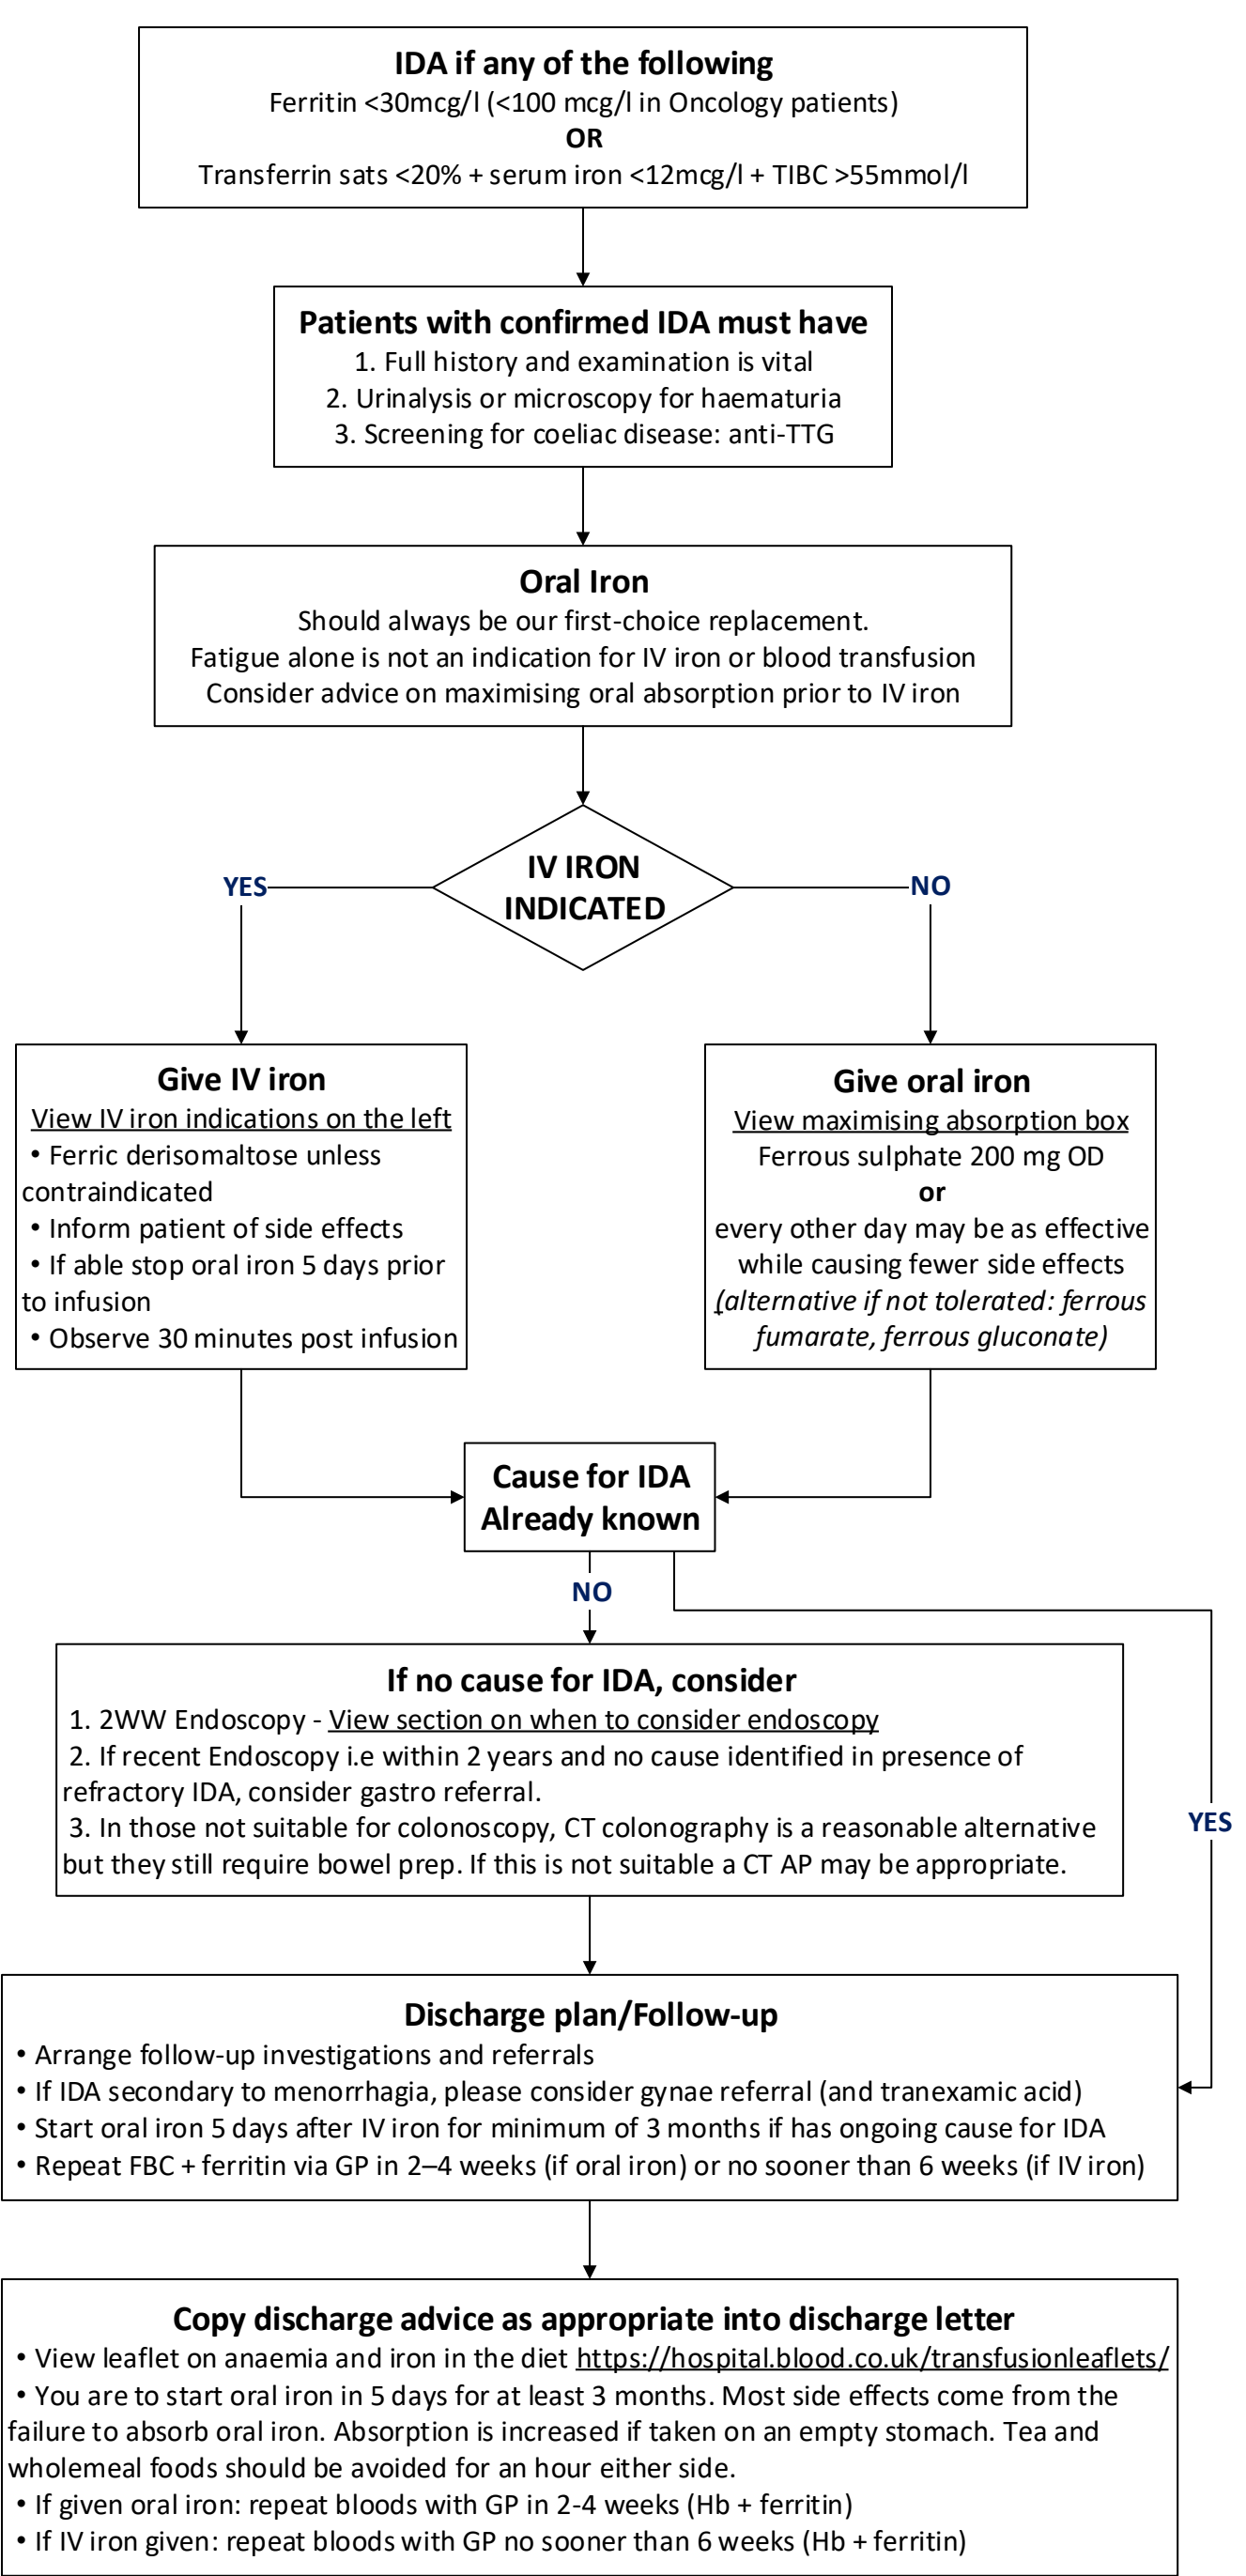 IDA if any of the following
Ferritin <30mcg/l (<100 mcg/l in Oncology patients)
OR
Transferrin sats <20% + serum iron <12mcg/l + TIBC >55mmol/l
Patients with confirmed IDA must have
1. Full history and examination is vital
2. Urinalysis or microscopy for haematuria
3. Screening for coeliac disease: anti-TTG
Oral Iron
Should always be our first-choice replacement.
Fatigue alone is not an indication for IV iron or blood transfusion
Consider advice on maximising oral absorption prior to IV iron
IV IRON
INDICATED
YES
NO
Give IV iron
View IV iron indications on the left
• Ferric derisomaltose unless
contraindicated
• Inform patient of side effects
• If able stop oral iron 5 days prior
to infusion
• Observe 30 minutes post infusion
Give oral iron
View maximising absorption box
Ferrous sulphate 200 mg OD
or
every other day may be as effective
while causing fewer side effects
(alternative if not tolerated: ferrous
fumarate, ferrous gluconate)
Cause for IDA
Already known
NO
If no cause for IDA, consider
1. 2WW Endoscopy - View section on when to consider endoscopy
2. If recent Endoscopy i.e within 2 years and no cause identified in presence of
refractory IDA, consider gastro referral.
3. In those not suitable for colonoscopy, CT colonography is a reasonable alternative
but they still require bowel prep. If this is not suitable a CT AP may be appropriate.
YES
Discharge plan/Follow-up
• Arrange follow-up investigations and referrals
• If IDA secondary to menorrhagia, please consider gynae referral (and tranexamic acid)
• Start oral iron 5 days after IV iron for minimum of 3 months if has ongoing cause for IDA
• Repeat FBC + ferritin via GP in 2–4 weeks (if oral iron) or no sooner than 6 weeks (if IV iron)
Copy discharge advice as appropriate into discharge letter
• View leaflet on anaemia and iron in the diet https://hospital.blood.co.uk/transfusionleaflets/
• You are to start oral iron in 5 days for at least 3 months. Most side effects come from the
failure to absorb oral iron. Absorption is increased if taken on an empty stomach. Tea and
wholemeal foods should be avoided for an hour either side.
• If given oral iron: repeat bloods with GP in 2-4 weeks (Hb + ferritin)
• If IV iron given: repeat bloods with GP no sooner than 6 weeks (Hb + ferritin)